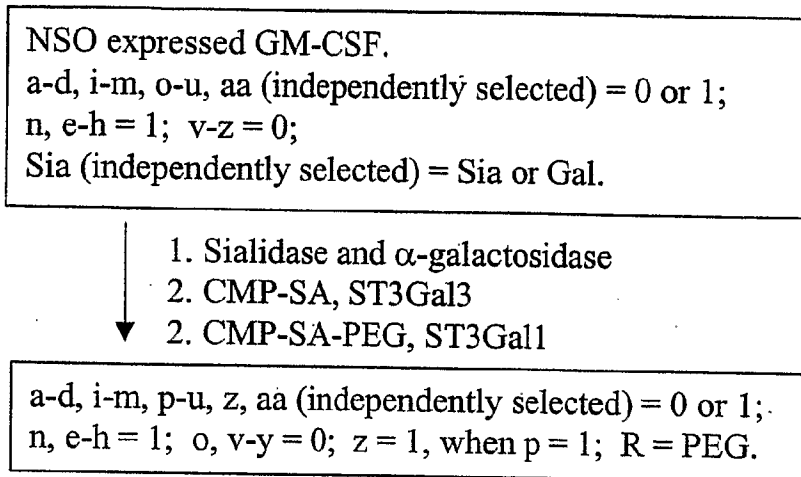 NSO expressed GM-CSF.
a-d, i-m, o-u, aa (independently selected) = 0 or 1;
n, e-h = 1; v-z = 0;
Sia (independently selected) = Sia or Gal.
1. Sialidase and α-galactosidase
2. CMP-SA, ST3Gal3
2. CMP-SA-PEG, ST3Gal1
a-d, i-m, p-u, z, aa (independently selected) = 0 or 1;
n, e-h = 1; o, v-y = 0; z = 1, when p = 1; R = PEG.